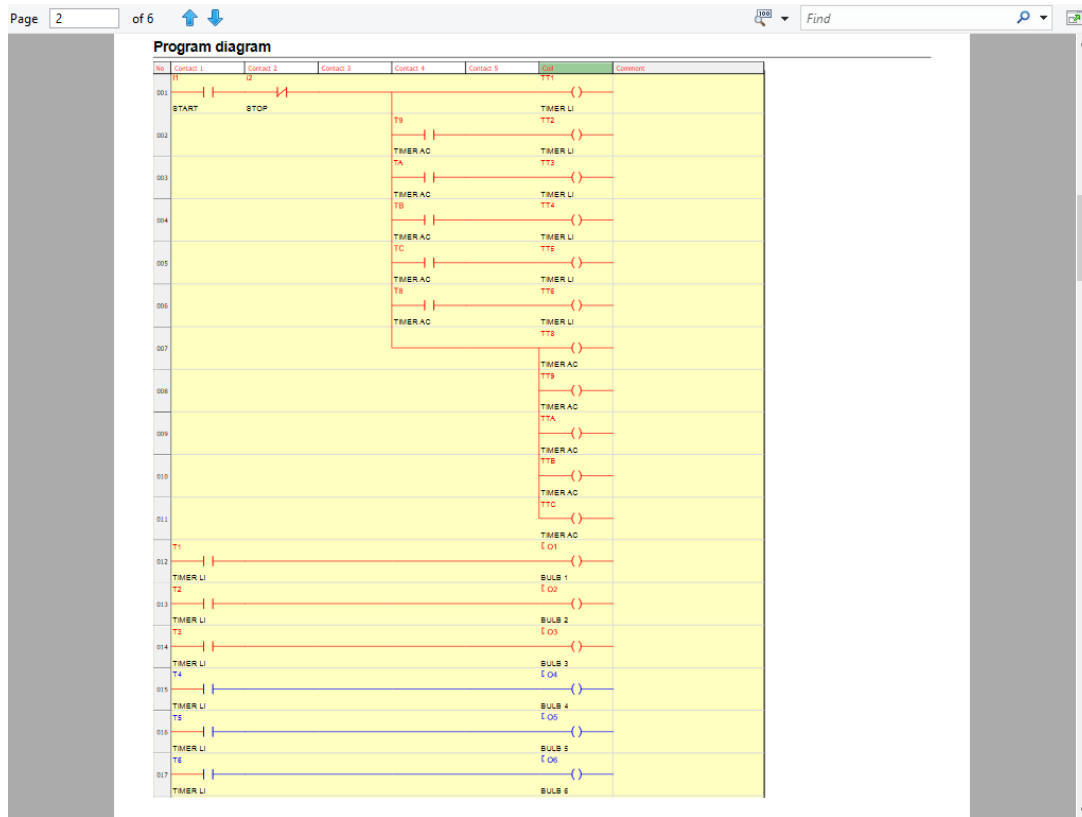 Page 2 of 6 100 Find
Program diagram
No Contact 1 Contact 2 Contact 3 Contact 4 Contact 5 Coil Comment
I1 I2 TT1
001
START STOP TIMER LI
T9 TT2
002
TIMER AC TIMER LI
TA TT3
003
TIMER AC TIMER LI
TB TT4
004
TIMER AC TIMER LI
TC TT5
005
TIMER AC TIMER LI
T8 TT6
006
TIMER AC TIMER LI
TT8
007
TIMER AC
TT9
008
TIMER AC
TTA
009
TIMER AC
TTB
010
TIMER AC
TTC
011
TIMER AC
T1 [ O1
012
TIMER LI BULB 1
T2 [ O2
013
TIMER LI BULB 2
T3 [ O3
014
TIMER LI BULB 3
T4 [ O4
015
TIMER LI BULB 4
T5 [ O5
016
TIMER LI BULB 5
T6 [ O6
017
TIMER LI BULB 6